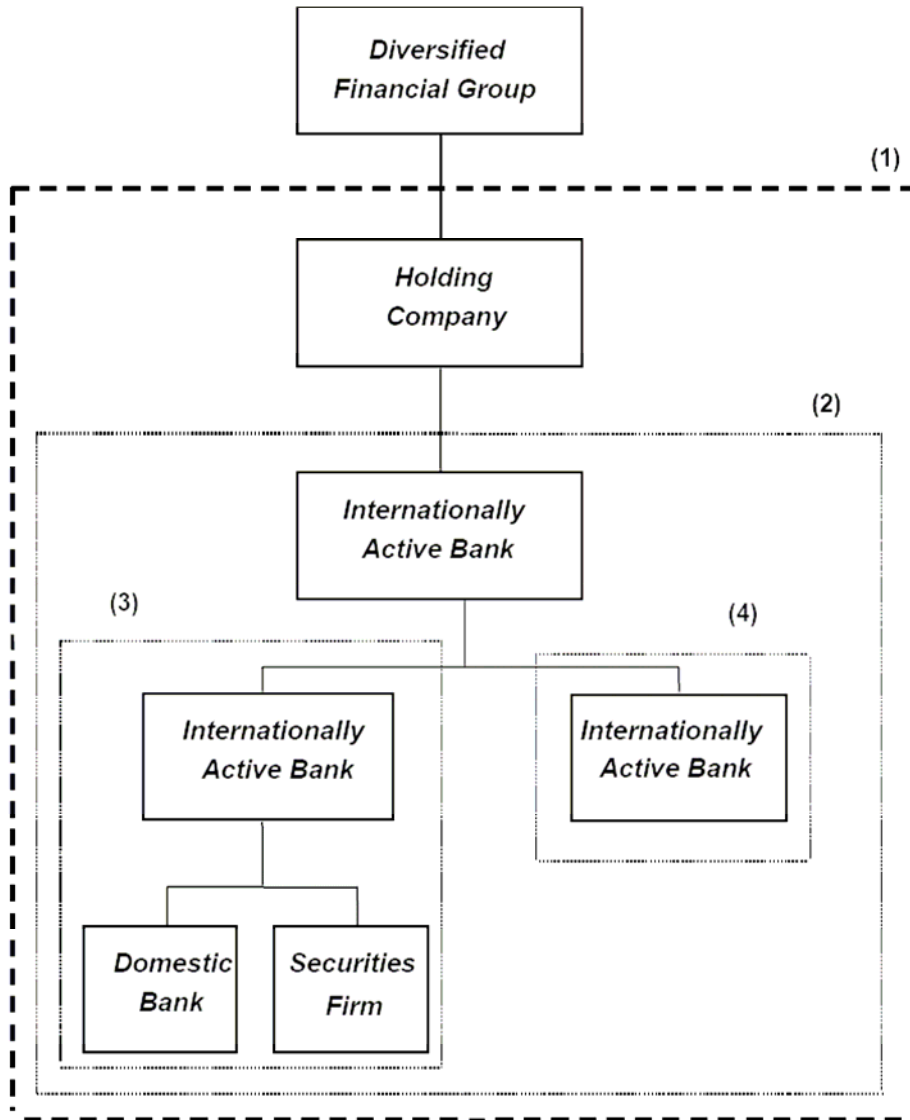 Diversified
Financial Group
(1)
Holding
Company
(2)
Internationally
Active Bank
(3)
(4)
Internationally
Active Bank
Internationally
Active Bank
Domestic
Bank
Securities
Firm